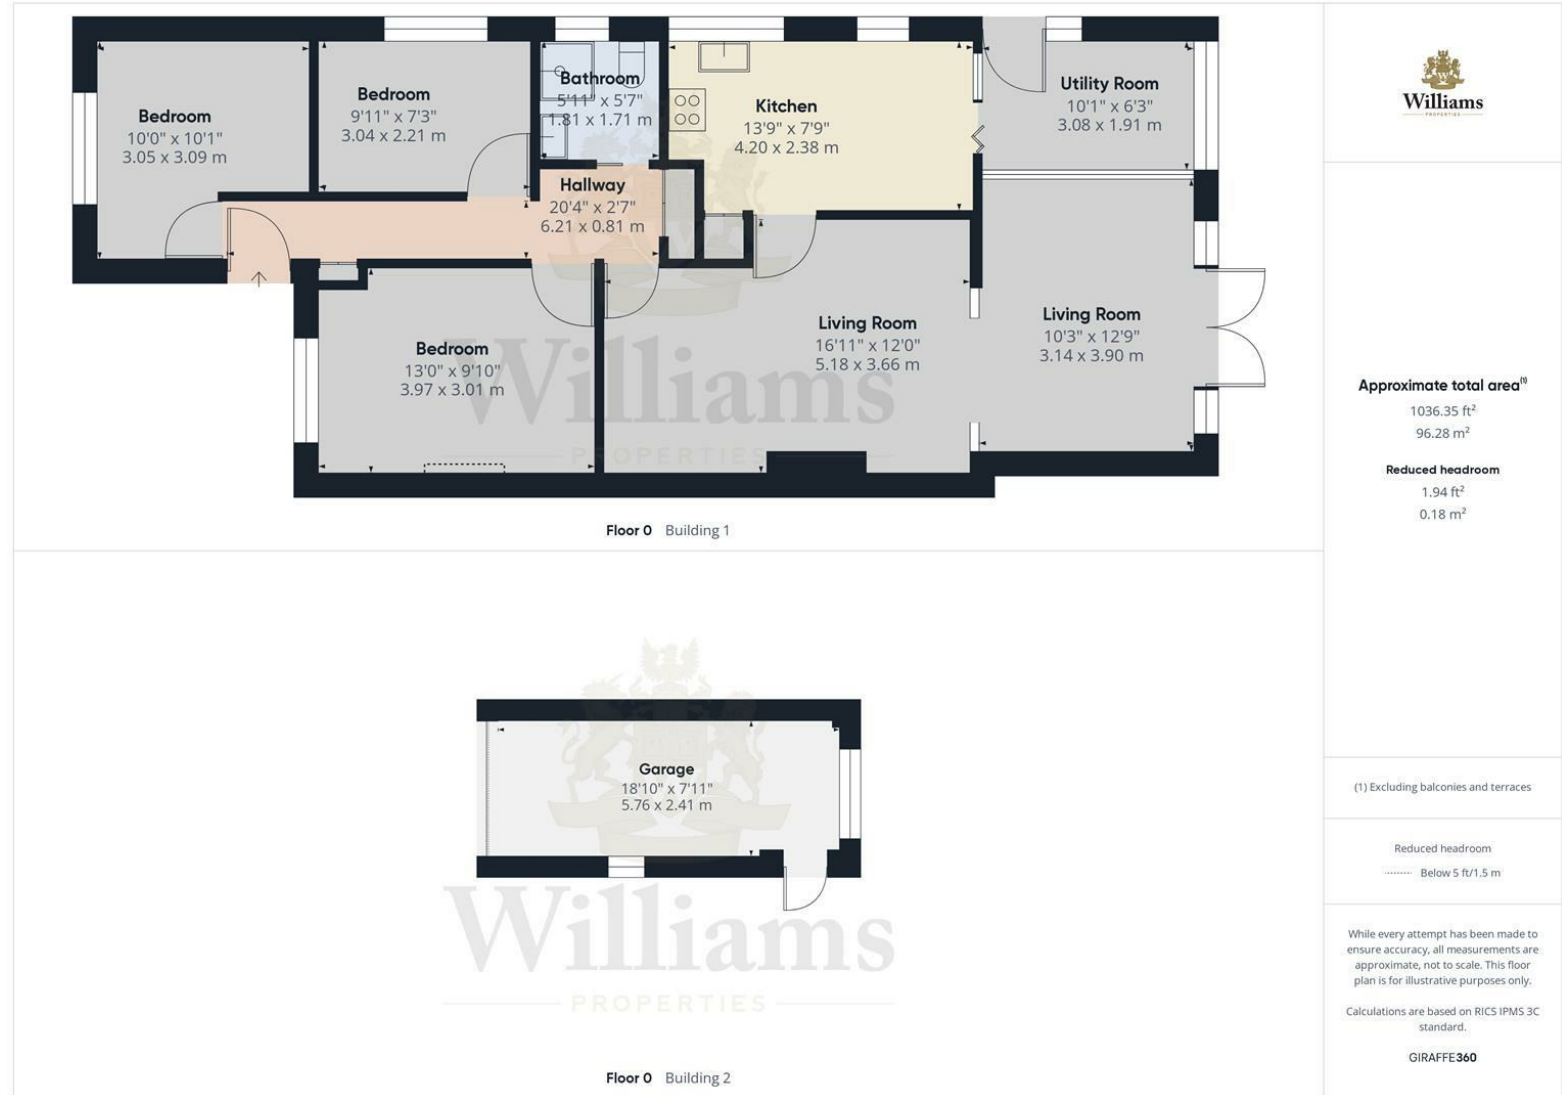 Bedroom
10'0" x 10'1"
3.05 x 3.09 m
Bedroom
9'11" x 7'3"
3.04 x 2.21 m
Bathroom
5'11" x 5'7"
1.81 x 1.71 m
Kitchen
13'9" x 7'9"
4.20 x 2.38 m
Utility Room
10'1" x 6'3"
3.08 x 1.91 m
Hallway
20'4" x 2'7"
6.21 x 0.81 m
Bedroom
13'0" x 9'10"
3.97 x 3.01 m
Living Room
16'11" x 12'0"
5.18 x 3.66 m
Living Room
10'3" x 12'9"
3.14 x 3.90 m
Williams
PROPERTIES
Floor 0 Building 1
Garage
18'10" x 7'11"
5.76 x 2.41 m
Williams
PROPERTIES
Floor 0 Building 2
Williams
PROPERTIES
Approximate total area(1)
1036.35 ft²
96.28 m²
Reduced headroom
1.94 ft²
0.18 m²
(1) Excluding balconies and terraces
Reduced headroom
Below 5 ft/1.5 m
While every attempt has been made to
ensure accuracy, all measurements are
approximate, not to scale. This floor
plan is for illustrative purposes only.
Calculations are based on RICS IPMS 3C
standard.
GIRAFFE360